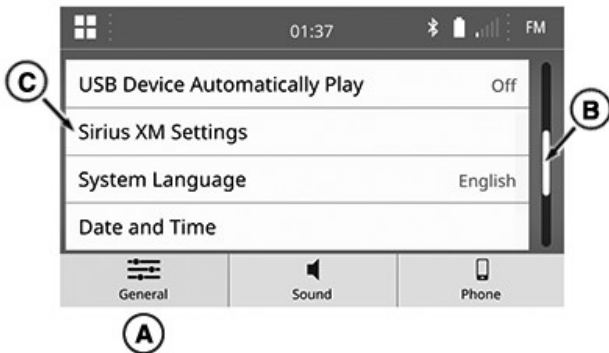 01:37 FM
USB Device Automatically Play Off
C
B
Sirius XM Settings
System Language English
Date and Time
General Sound Phone
A